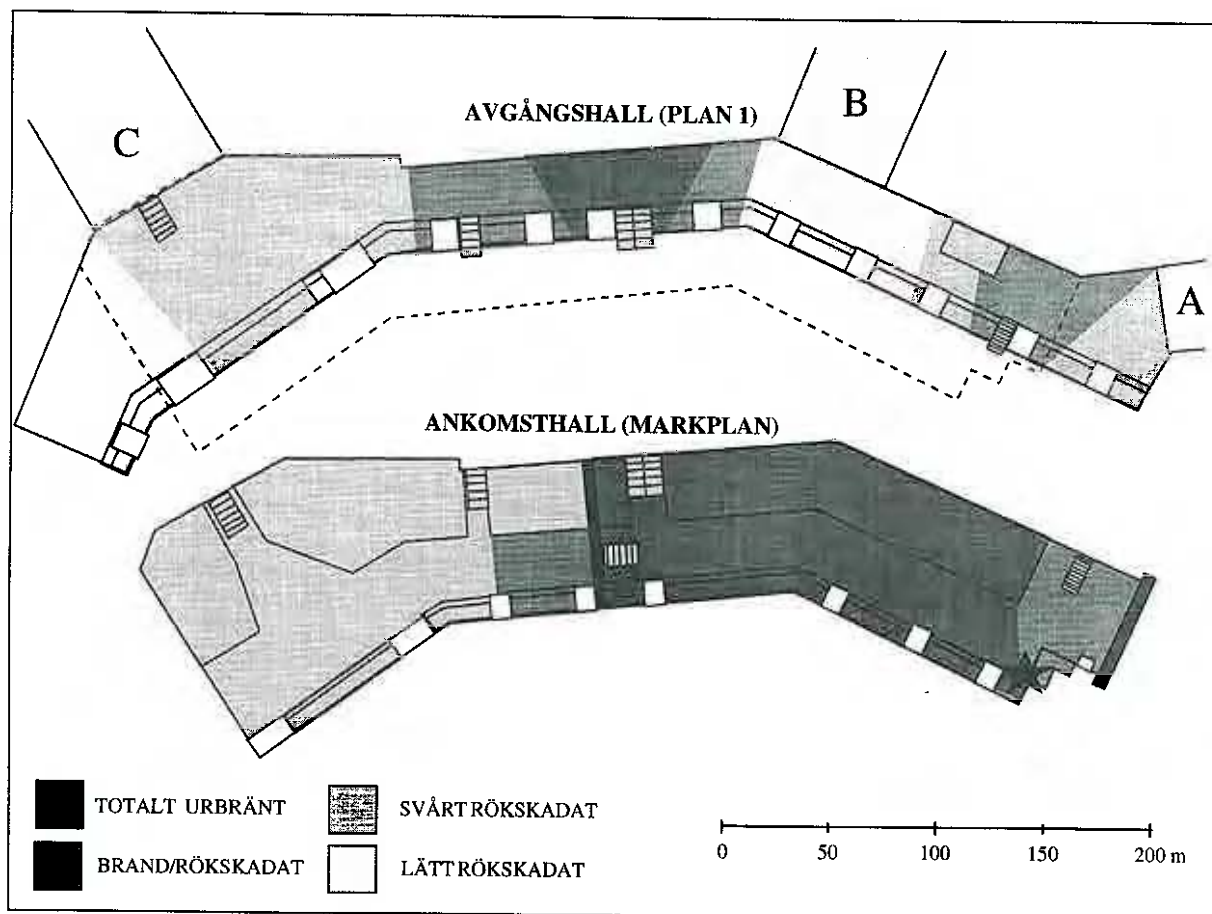 C
B
AVGÅNGSHALL (PLAN 1)
A
ANKOMSTHALL (MARKPLAN)
TOTALT URBRÄNT
SVÅRT RÖKSKADAT
BRAND/RÖKSKADAT
LÄTT RÖKSKADAT
0 50 100 150 200 m